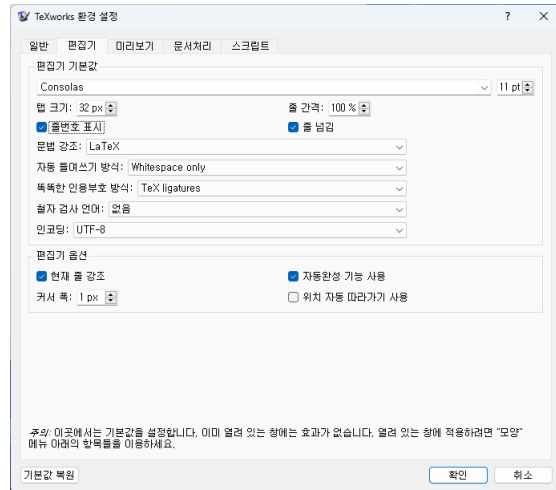 TeXworks 환경 설정
일반 편집기 미리보기 문서처리 스크립트
편집기 기본값
Consolas 11 pt
탭 크기: 32 px 줄 간격: 100 %
줄번호 표시 줄 넘김
문법 강조: LaTeX
자동 들여쓰기 방식: Whitespace only
똑똑한 인용부호 방식: TeX ligatures
철자 검사 언어: 없음
인코딩: UTF-8
편집기 옵션
현재 줄 강조 자동완성 기능 사용
커서 폭: 1 px 위치 자동 따라가기 사용
주의: 이곳에서는 기본값을 설정합니다. 이미 열려 있는 창에는 효과가 없습니다. 열려 있는 창에 적용하려면 "모양"
메뉴 아래의 항목들을 이용하세요.
기본값 복원 확인 취소